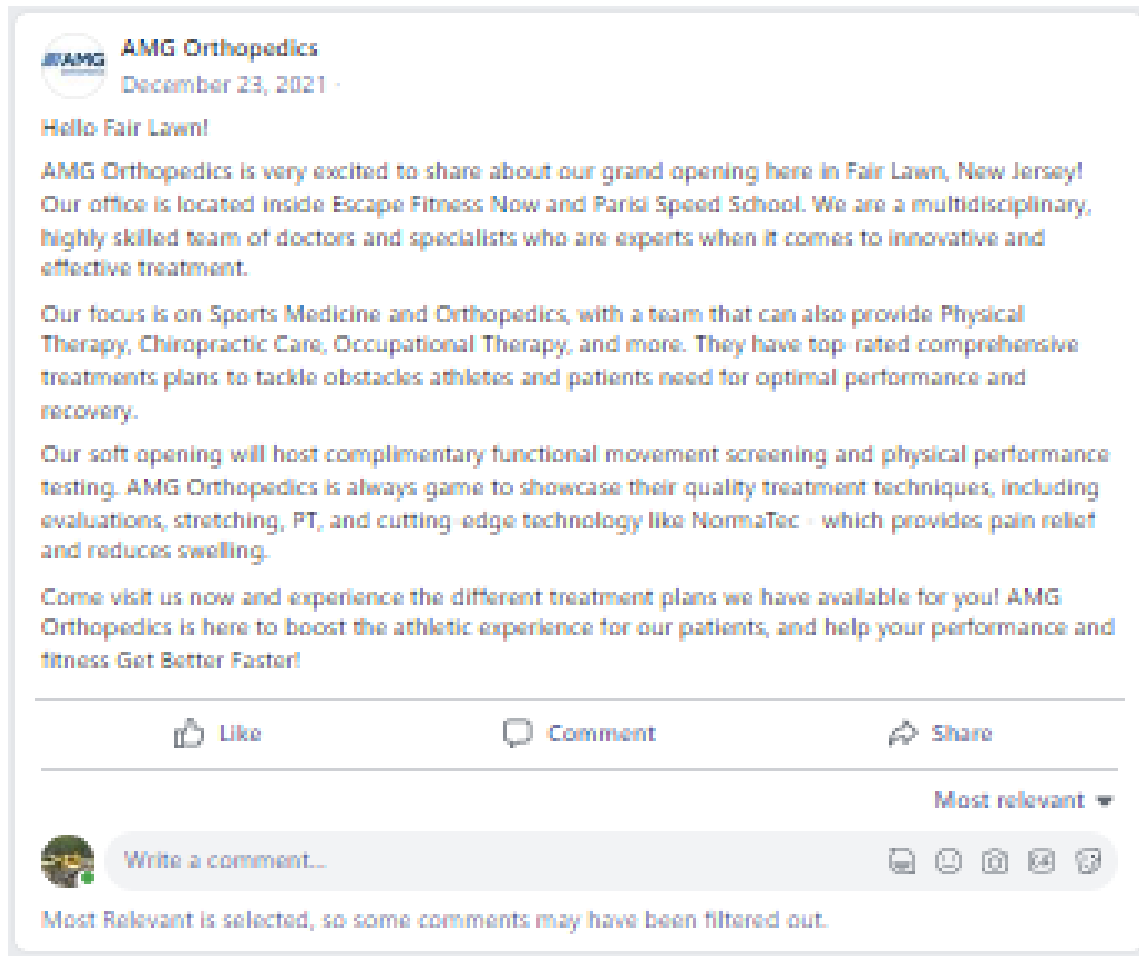 AMG
AMG Orthopedics
December 23, 2021 ·
Hello Fair Lawn!
AMG Orthopedics is very excited to share about our grand opening here in Fair Lawn, New Jersey!
Our office is located inside Escape Fitness Now and Parisi Speed School. We are a multidisciplinary,
highly skilled team of doctors and specialists who are experts when it comes to innovative and
effective treatment.
Our focus is on Sports Medicine and Orthopedics, with a team that can also provide Physical
Therapy, Chiropractic Care, Occupational Therapy, and more. They have top-rated comprehensive
treatments plans to tackle obstacles athletes and patients need for optimal performance and
recovery.
Our soft opening will host complimentary functional movement screening and physical performance
testing. AMG Orthopedics is always game to showcase their quality treatment techniques, including
evaluations, stretching, PT, and cutting-edge technology like NormaTec - which provides pain relief
and reduces swelling.
Come visit us now and experience the different treatment plans we have available for you! AMG
Orthopedics is here to boost the athletic experience for our patients, and help your performance and
fitness Get Better Faster!
Like Comment Share
Most relevant
Write a comment...
Most Relevant is selected, so some comments may have been filtered out.